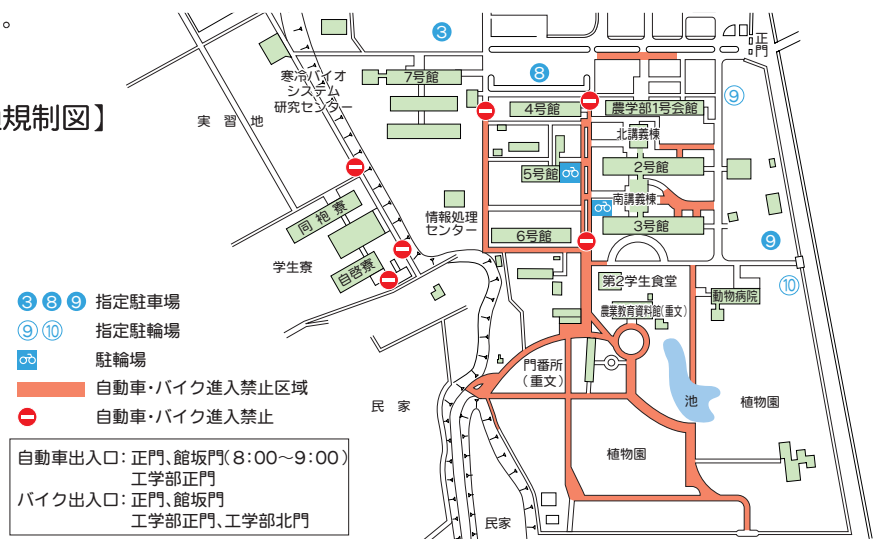 。
規制図】
③
正門
寒冷バイオ
システム
研究センター
7号館
⑧
⑨
4号館
農学部1号会館
実習地
北講義棟
5号館
2号館
同袍寮
情報処理
センター
南講義棟
6号館
3号館
⑨
学生寮
自啓寮
第2学生食堂
⑩
動物病院
農業教育資料館(重文)
③⑧⑨ 指定駐車場
⑨⑩ 指定駐輪場
駐輪場
自動車・バイク進入禁止区域
自動車・バイク進入禁止
門番所
(重文)
民家
池
植物園
植物園
民家
自動車出入口:正門、館坂門(8:00~9:00)
工学部正門
バイク出入口:正門、館坂門
工学部正門、工学部北門